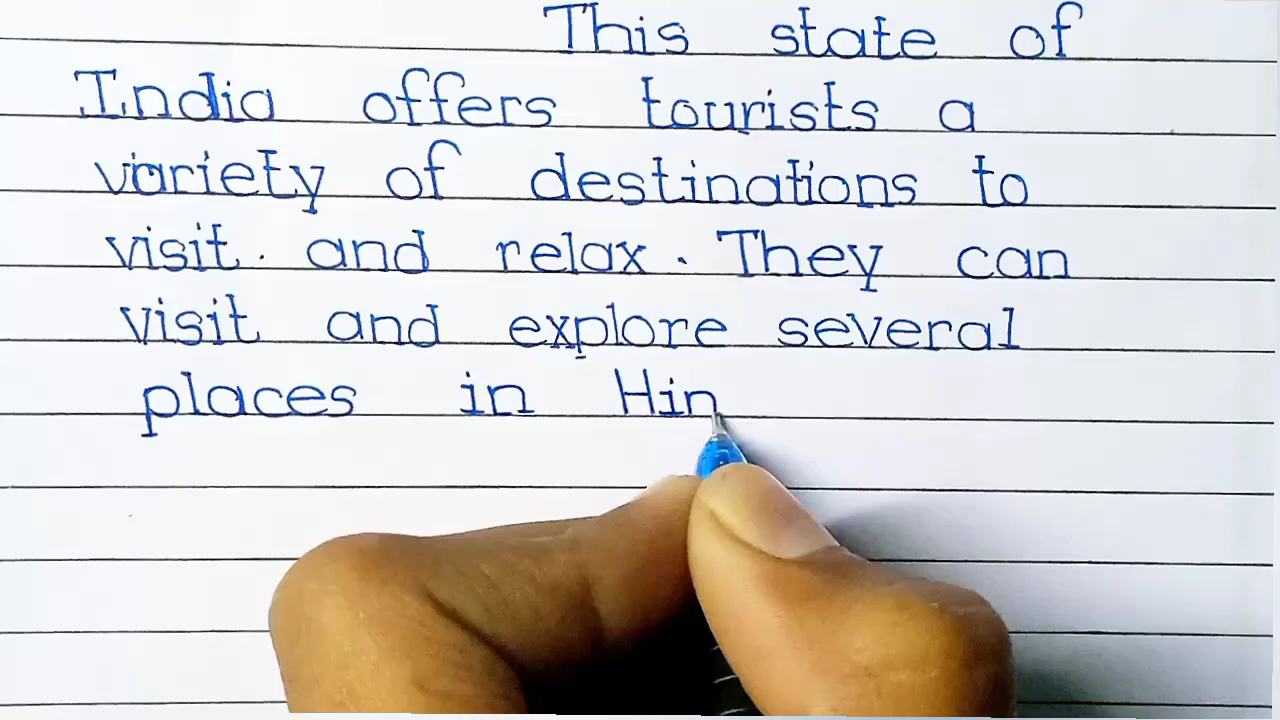 This state of
India offers tourists a
variety of destinations to
visit. and relax. They can
visit and explore several
places in Hin